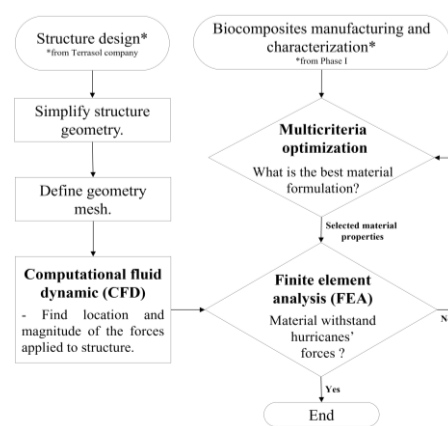 Structure design*
*from Terrasol company
Simplify structure
geometry.
Define geometry
mesh.
Computational fluid
dynamic (CFD)
- Find location and
magnitude of the forces
applied to structure.
Biocomposites manufacturing and
characterization*
*from Phase I
Multicriteria
optimization
What is the best material
formulation?
Selected material
properties
Finite element
analysis (FEA)
Material withstand
hurricanes'
forces ?
Yes
End